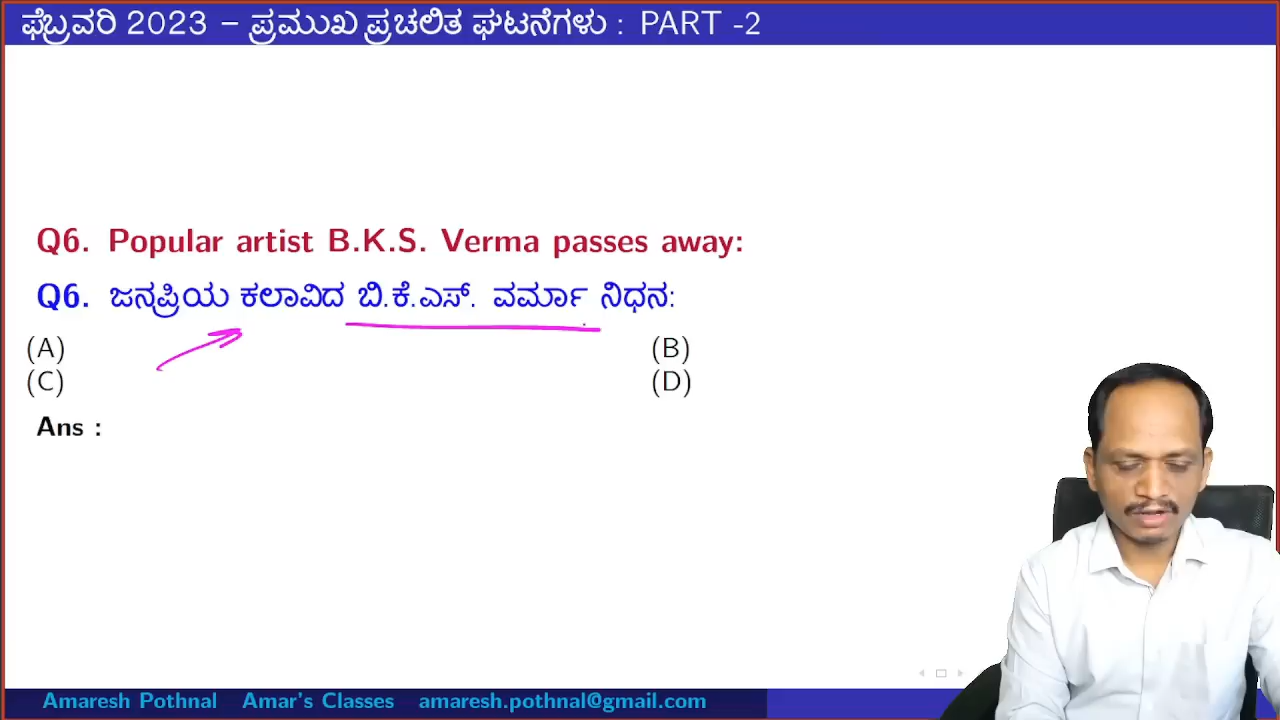 ಫೆಬ್ರವರಿ 2023 – ಪ್ರಮುಖ ಪ್ರಚಲಿತ ಘಟನೆಗಳು : PART -2
Q6. Popular artist B.K.S. Verma passes away:
Q6. ಜನಪ್ರಿಯ ಕಲಾವಿದ ಬಿ.ಕೆ.ಎಸ್. ವರ್ಮಾ ನಿಧನ:
(A) (B)
(C) (D)
Ans :
Amaresh Pothnal Amar's Classes amaresh.pothnal@gmail.com